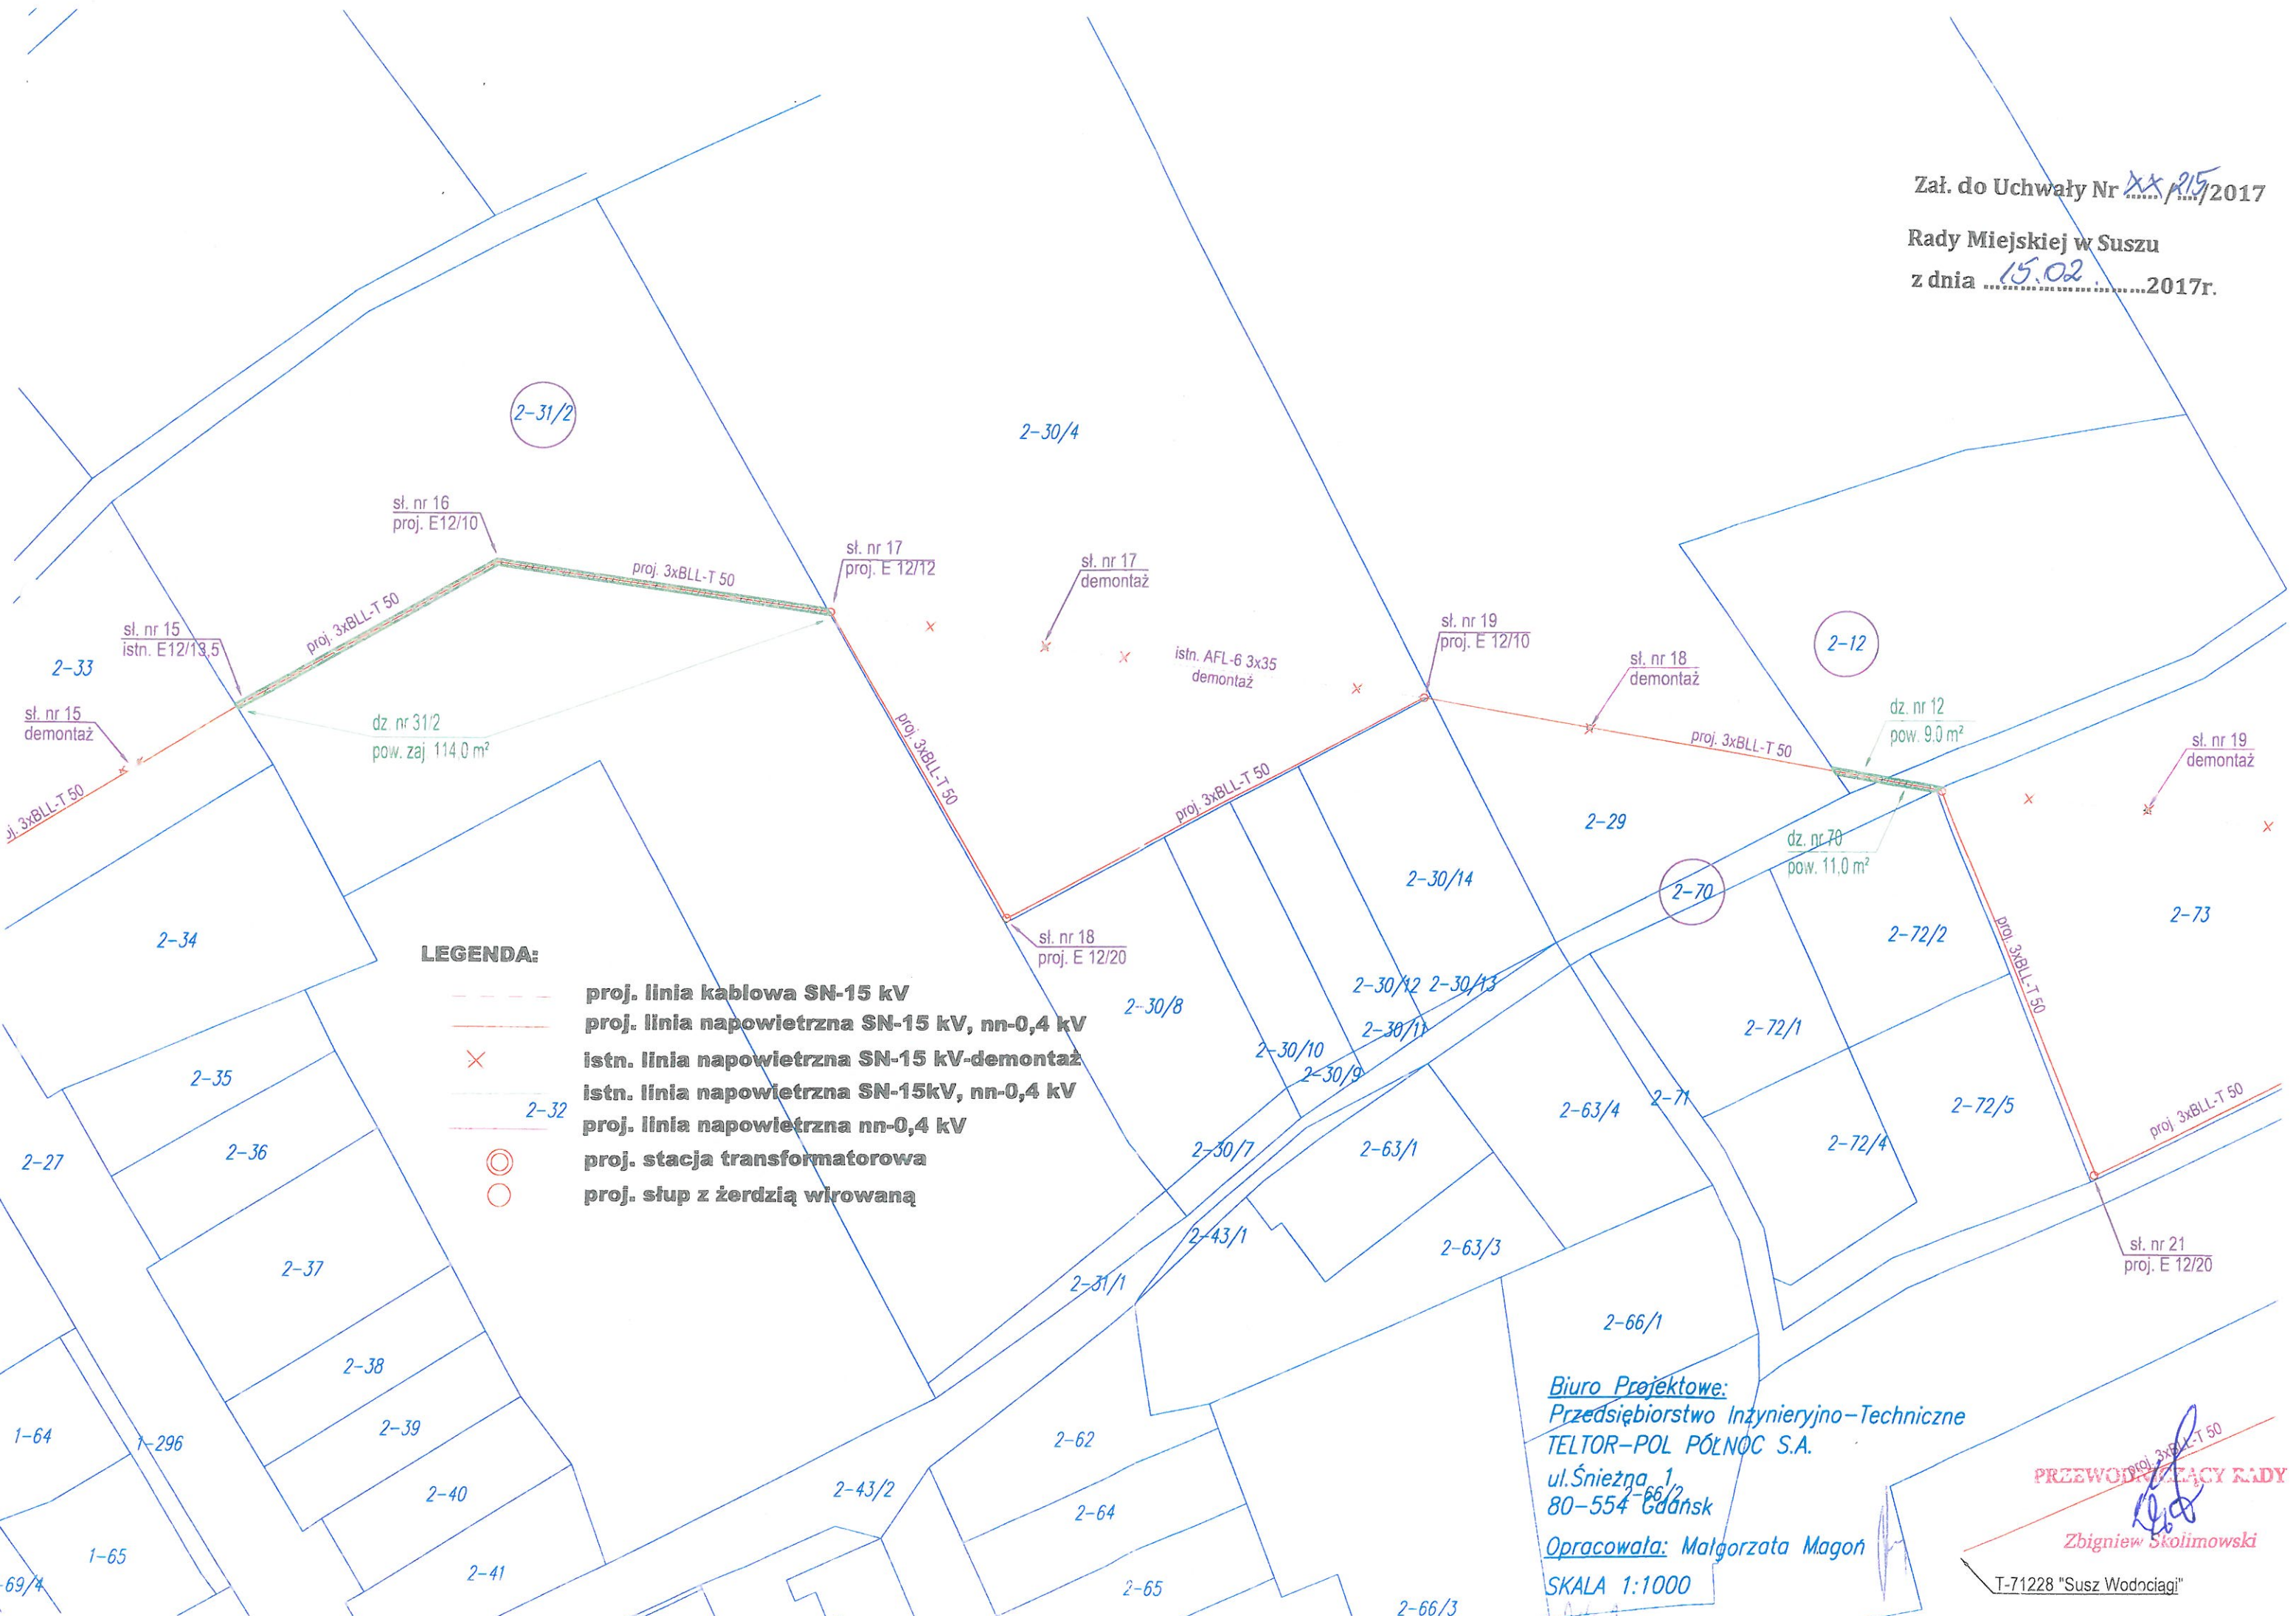 Zał. do Uchwały Nr XX/215/2017
Rady Miejskiej w Suszu
z dnia 15.02. 2017r.
2-31/2
2-30/4
sł. nr 16
proj. E12/10
sł. nr 17
proj. E 12/12
proj. 3xBLL-T 50
sł. nr 17
demontaż
proj. 3xBLL-T 50
sł. nr 15
istn. E12/13,5
2-33
sł. nr 15
demontaż
j. 3xBLL-T 50
dz. nr 31/2
pow. zaj 114.0 m²
istn. AFL-6 3x35
demontaż
sł. nr 19
proj. E 12/10
sł. nr 18
demontaż
2-12
dz. nr 12
pow. 9.0 m²
proj. 3xBLL-T 50
sł. nr 19
demontaż
proj. 3xBLL-T 50
proj. 3xBLL-T 50
2-29
dz. nr 70
pow. 11,0 m²
2-70
2-30/14
2-73
2-72/2
2-34
sł. nr 18
proj. E 12/20
proj. 3xBLL-T 50
LEGENDA:
proj. linia kablowa SN-15 kV
proj. linia napowietrzna SN-15 kV, nn-0,4 kV
istn. linia napowietrzna SN-15 kV-demontaż
istn. linia napowietrzna SN-15kV, nn-0,4 kV
proj. linia napowietrzna nn-0,4 kV
proj. stacja transformatorowa
proj. słup z żerdzią wirowaną
2-30/8
2-30/12
2-30/13
2-30/11
2-30/10
2-30/9
2-72/1
2-35
2-32
2-63/4
2-71
2-72/5
proj. 3xBLL-T 50
2-36
2-27
2-30/7
2-63/1
2-72/4
2-43/1
2-63/3
sł. nr 21
proj. E 12/20
2-37
2-31/1
2-66/1
2-38
Biuro Projektowe:
Przedsiębiorstwo Inżynieryjno-Techniczne
TELTOR-POL PÓŁNOC S.A.
ul.Śnieżna 1
2-66/2
80-554 Gdańsk
Opracowała: Małgorzata Magoń
SKALA 1:1000
2-39
1-64
1-296
2-62
2-40
2-43/2
2-64
1-65
2-41
2-65
69/4
2-66/3
proj. 3xBLL-T 50
PRZEWODNICZĄCY RADY
Zbigniew Skolimowski
T-71228 "Susz Wodociągi"